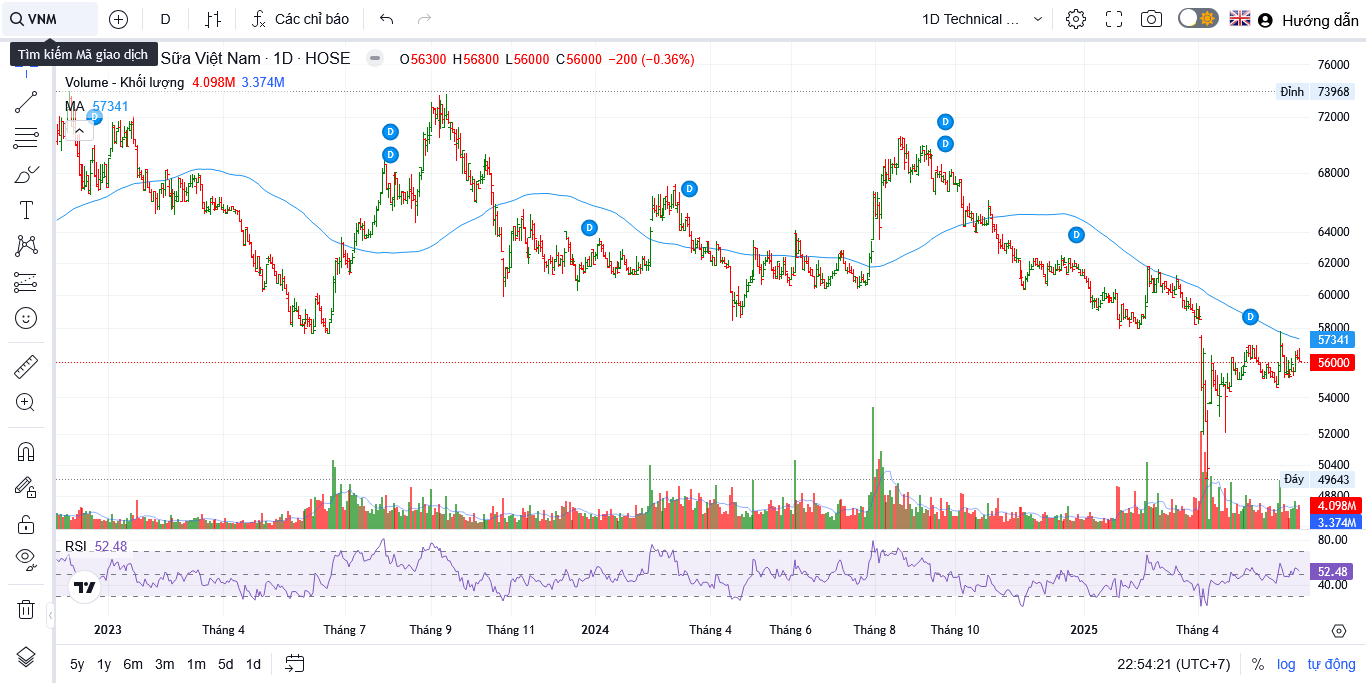 VNM
D
Các chỉ báo
1D Technical ...
Hướng dẫn
Tìm kiếm Mã giao dịch
Sữa Việt Nam · 1D · HOSE
O56300 H56800 L56000 C56000 −200 (−0.36%)
Volume - Khối lượng 4.098M 3.374M
MA 57341
D
D
D
D
D
D
D
D
D
76000
Đỉnh 73968
72000
68000
64000
62000
60000
58000
57341
56000
54000
52000
50400
Đáy 49643
48800
4.098M
3.374M
RSI 52.48
80.00
52.48
40.00
2023 Tháng 4 Tháng 7 Tháng 9 Tháng 11 2024 Tháng 4 Tháng 6 Tháng 8 Tháng 10 2025 Tháng 4
5y 1y 6m 3m 1m 5d 1d
22:54:21 (UTC+7) % log tự động